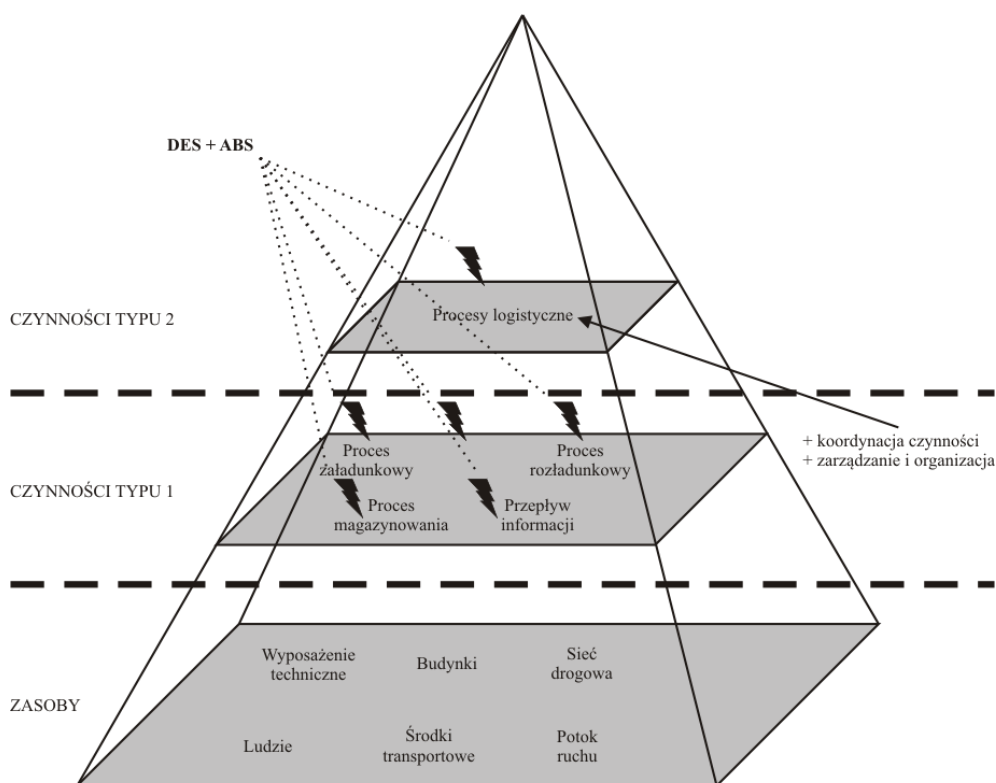 DES + ABS
CZYNNOŚCI TYPU 2
Procesy logistyczne
+ koordynacja czynności
+ zarządzanie i organizacja
Proces
załadunkowy
Proces
rozładunkowy
CZYNNOŚCI TYPU 1
Proces
magazynowania
Przepływ
informacji
Wyposażenie
techniczne
Budynki
Sieć
drogowa
ZASOBY
Ludzie
Środki
transportowe
Potok
ruchu